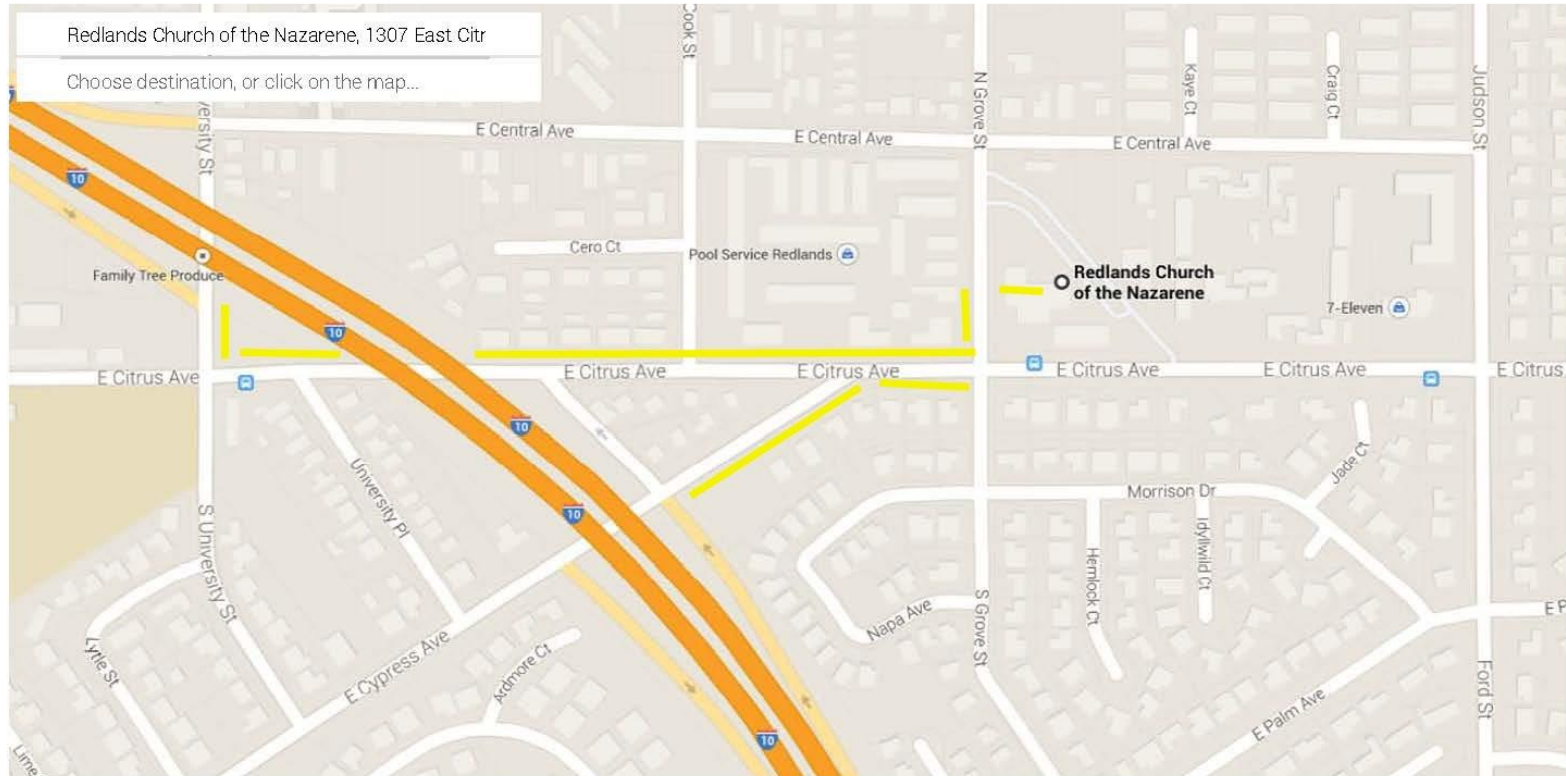 Redlands Church of the Nazarene, 1307 East Citr
Choose destination, or click on the map...
Cook St
N Grove St
Kaye Ct
Craig Ct
Judson St
versity St
E Central Ave
E Central Ave
E Central Ave
10
Family Tree Produce
Cero Ct
Pool Service Redlands
Redlands Church
of the Nazarene
7-Eleven
10
E Citrus Ave
E Citrus Ave
E Citrus Ave
E Citrus Ave
E Citrus Ave
E Citrus
10
10
University Pl
S University St
Morrison Dr
Jade Ct
Idyllwild Ct
Hemlock Ct
Napa Ave
S Grove St
E P
Lytle St
E Cypress Ave
Ardmore Ct
E Palm Ave
Ford St
10
Lime